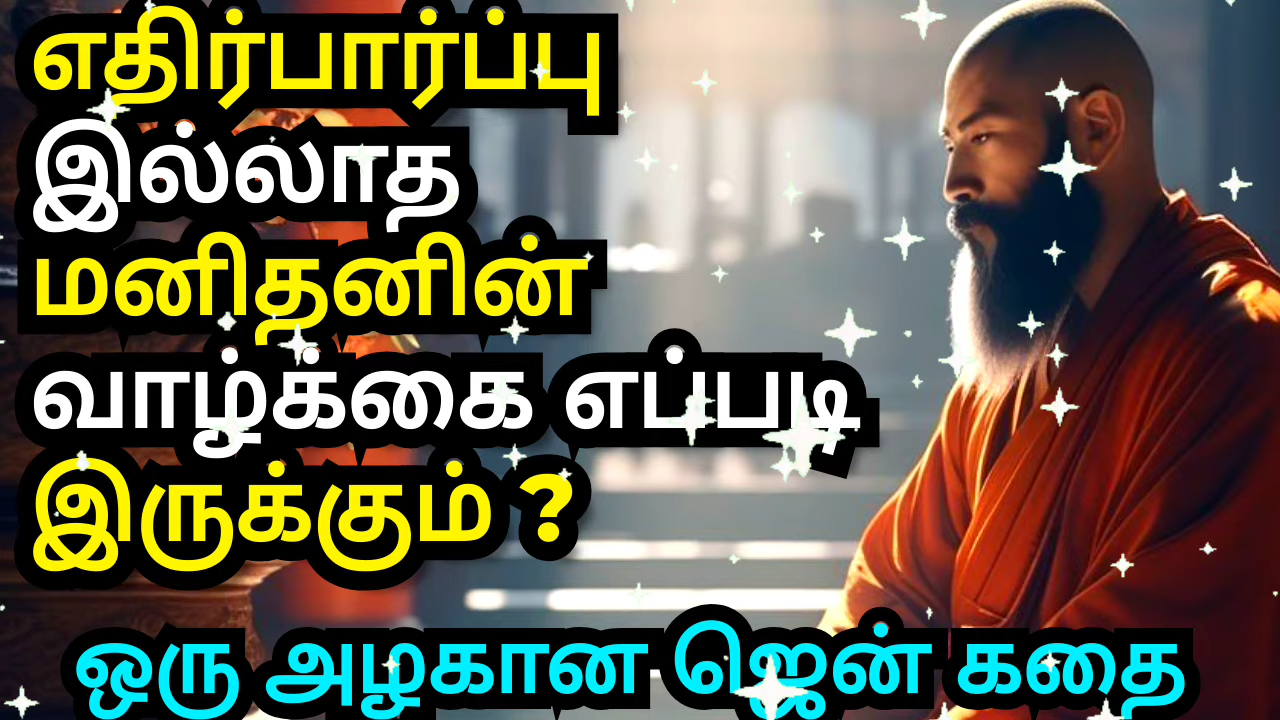 எதிர்பார்ப்பு
இல்லாத
மனிதனின்
வாழ்க்கை எப்படி
இருக்கும் ?
ஒரு அழகான ஜென் கதை